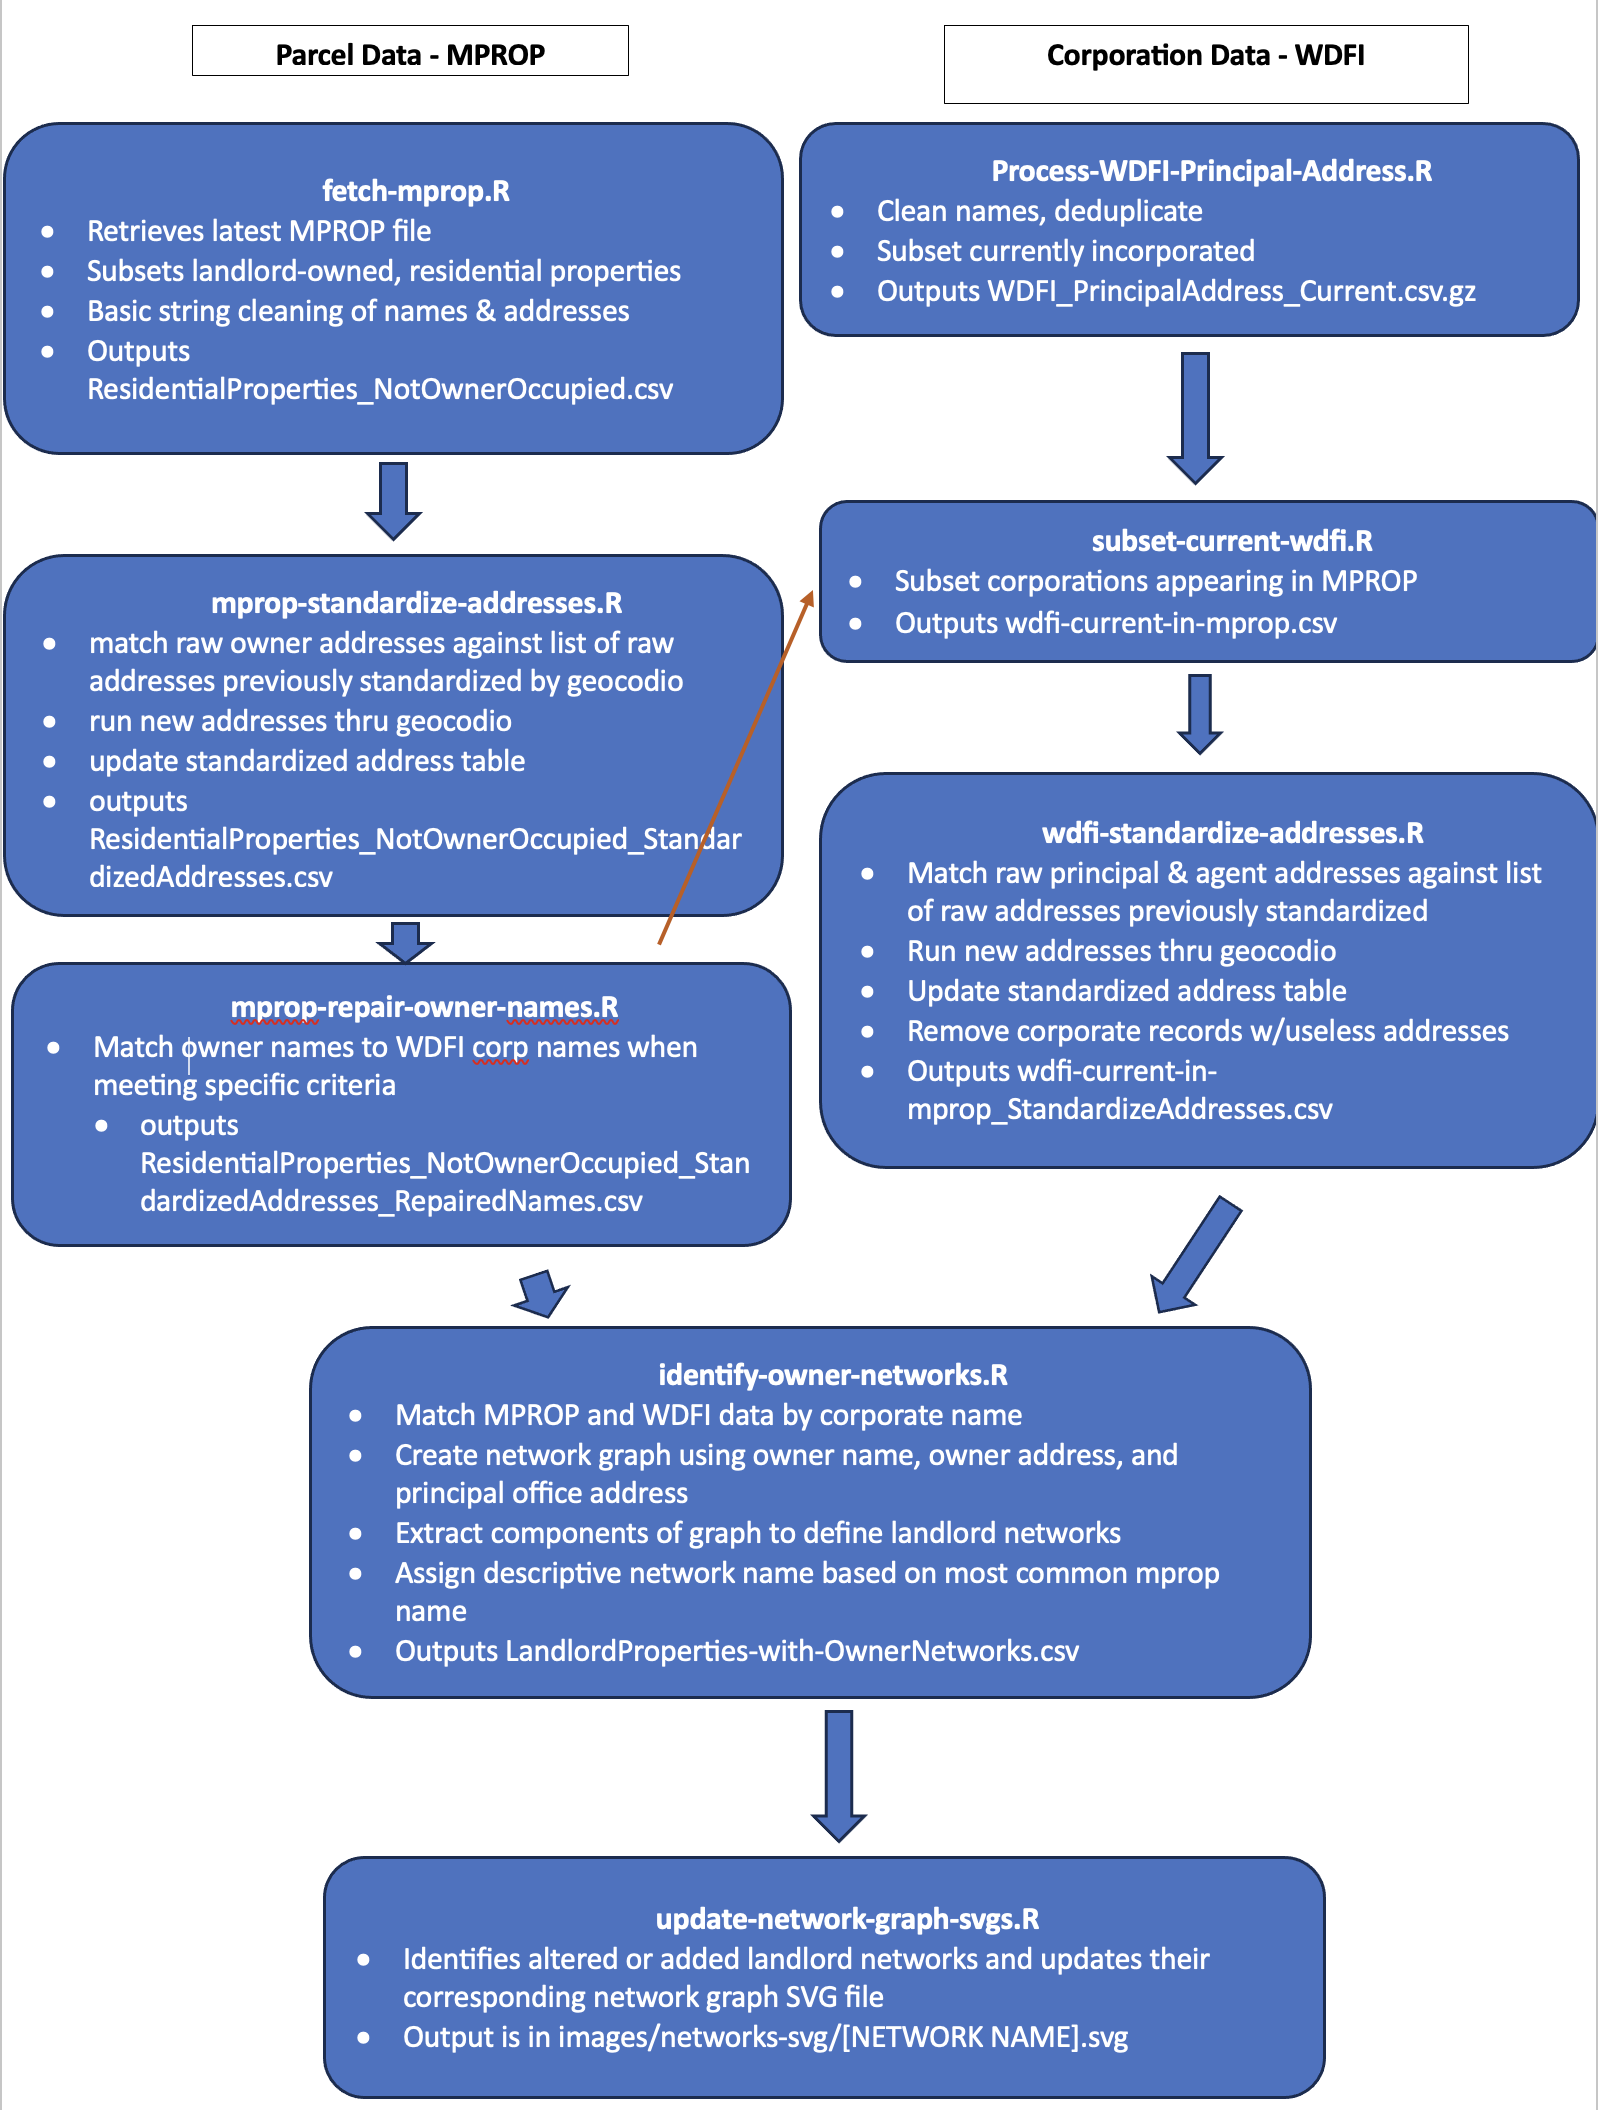 Parcel Data - MPROP
Corporation Data - WDFI
fetch-mprop.R
• Retrieves latest MPROP file
• Subsets landlord-owned, residential properties
• Basic string cleaning of names & addresses
• Outputs
ResidentialProperties_NotOwnerOccupied.csv
mprop-standardize-addresses.R
• match raw owner addresses against list of raw
addresses previously standardized by geocodio
• run new addresses thru geocodio
• update standardized address table
• outputs
ResidentialProperties_NotOwnerOccupied_Standar
dizedAddresses.csv
mprop-repair-owner-names.R
• Match owner names to WDFI corp names when
meeting specific criteria
• outputs
ResidentialProperties_NotOwnerOccupied_Stan
dardizedAddresses_RepairedNames.csv
Process-WDFI-Principal-Address.R
• Clean names, deduplicate
• Subset currently incorporated
• Outputs WDFI_PrincipalAddress_Current.csv.gz
subset-current-wdfi.R
• Subset corporations appearing in MPROP
• Outputs wdfi-current-in-mprop.csv
wdfi-standardize-addresses.R
• Match raw principal & agent addresses against list
of raw addresses previously standardized
• Run new addresses thru geocodio
• Update standardized address table
• Remove corporate records w/useless addresses
• Outputs wdfi-current-in-
mprop_StandardizeAddresses.csv
identify-owner-networks.R
• Match MPROP and WDFI data by corporate name
• Create network graph using owner name, owner address, and
principal office address
• Extract components of graph to define landlord networks
• Assign descriptive network name based on most common mprop
name
• Outputs LandlordProperties-with-OwnerNetworks.csv
update-network-graph-svgs.R
• Identifies altered or added landlord networks and updates their
corresponding network graph SVG file
• Output is in images/networks-svg/[NETWORK NAME].svg